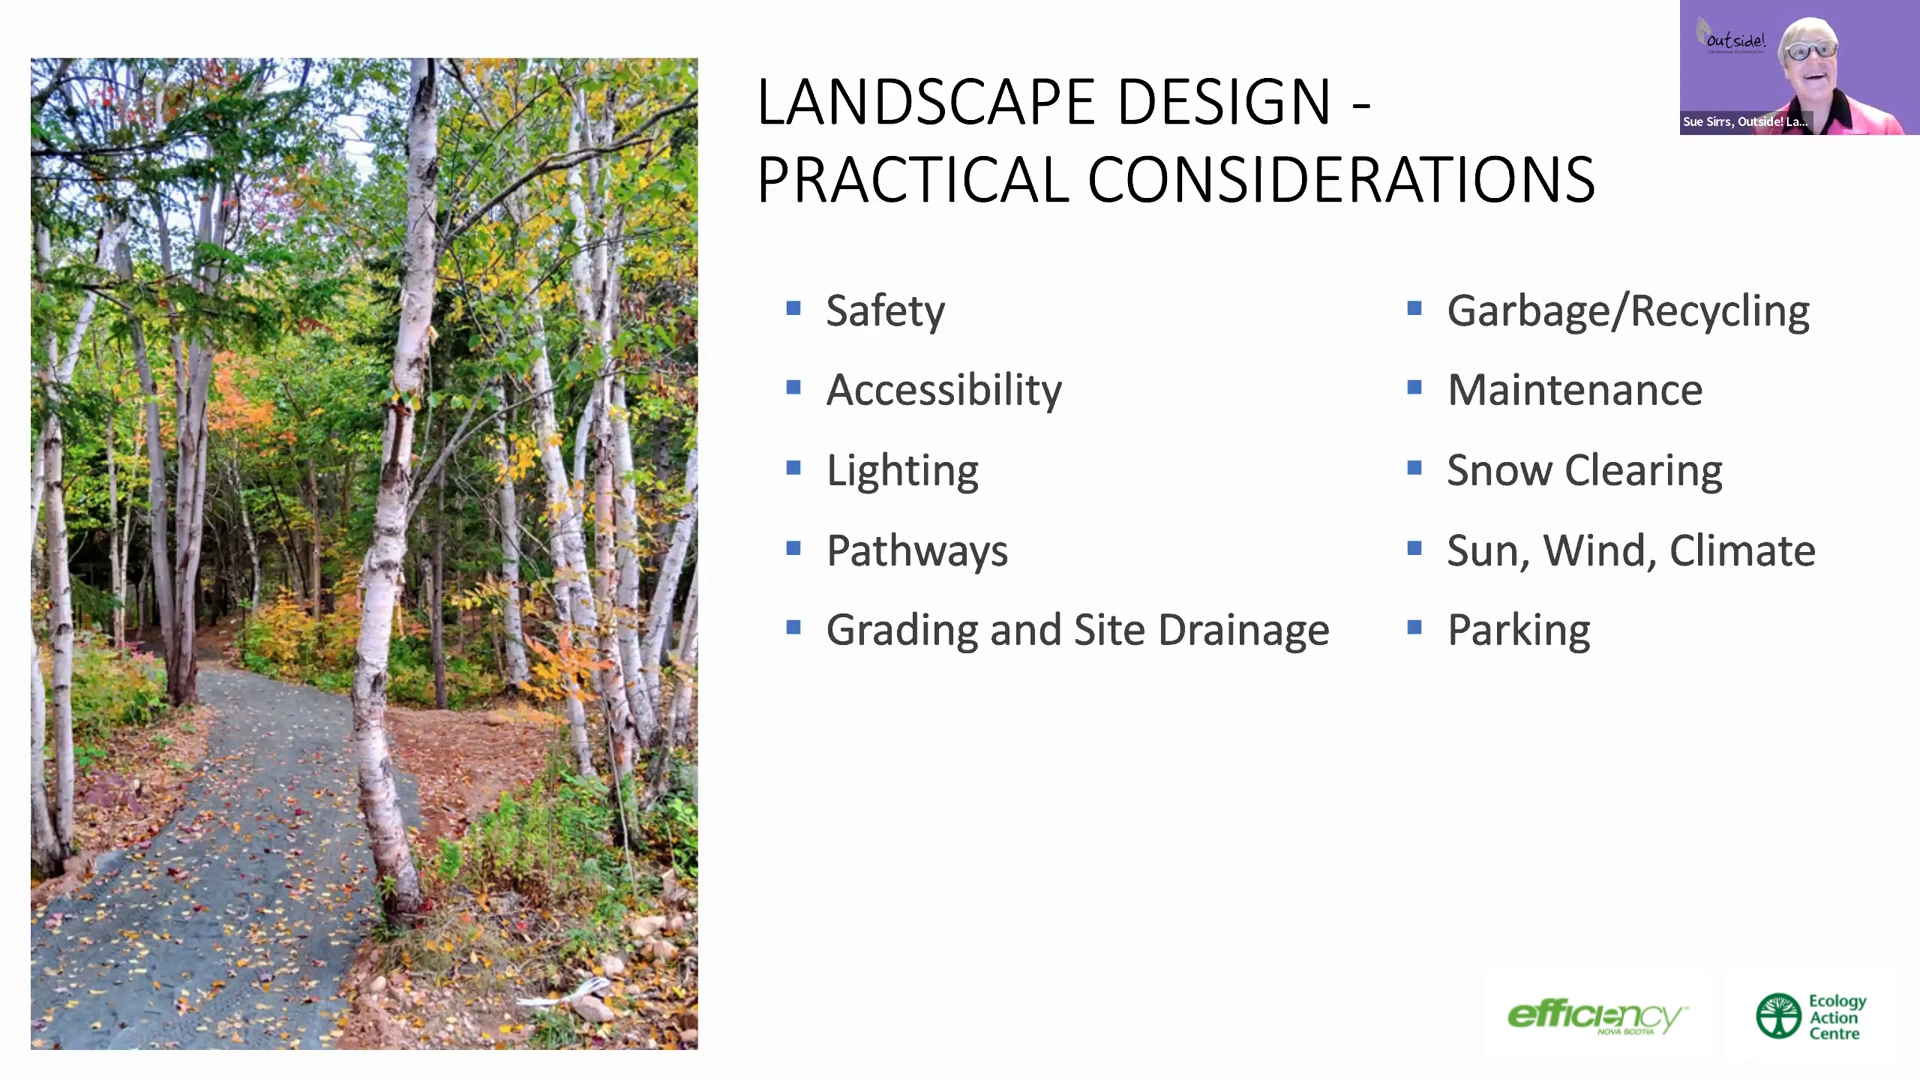 LANDSCAPE DESIGN -
PRACTICAL CONSIDERATIONS
Safety
Accessibility
Lighting
Pathways
Grading and Site Drainage
Garbage/Recycling
Maintenance
Snow Clearing
Sun, Wind, Climate
Parking
outside!
Sue Sirrs, Outside! La...
efficiency
NOVA SCOTIA
Ecology
Action
Centre